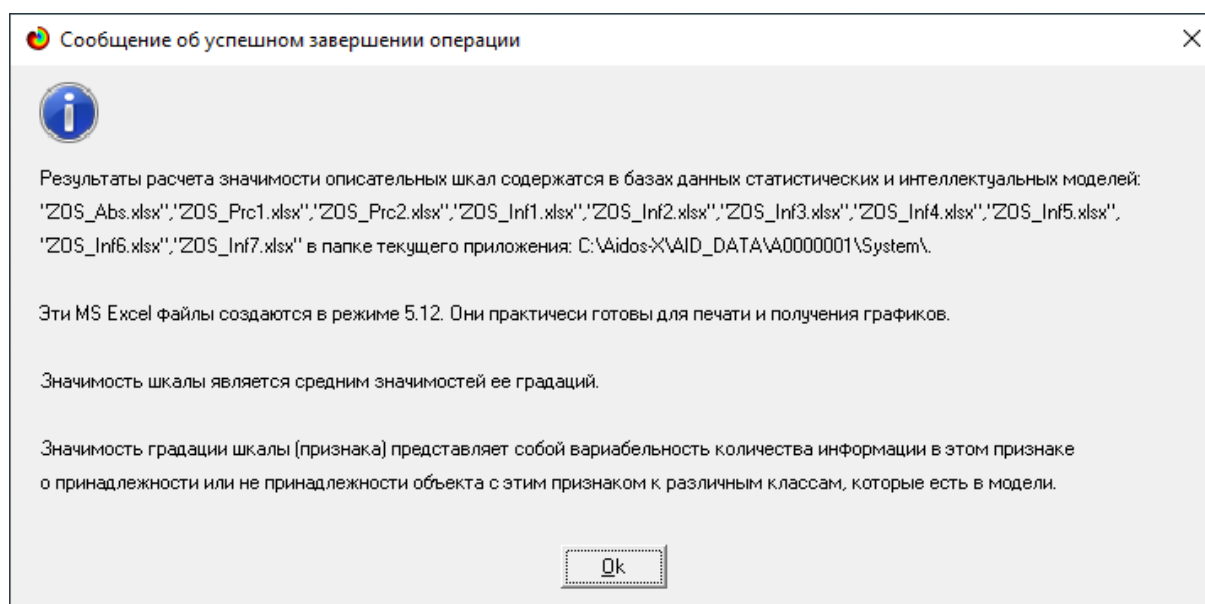 Сообщение об успешном завершении операции
Результаты расчета значимости описательных шкал содержатся в базах данных статистических и интеллектуальных моделей:
"ZOS_Abs.xlsx","ZOS_Prc1.xlsx","ZOS_Prc2.xlsx","ZOS_Inf1.xlsx","ZOS_Inf2.xlsx","ZOS_Inf3.xlsx","ZOS_Inf4.xlsx","ZOS_Inf5.xlsx",
"ZOS_Inf6.xlsx","ZOS_Inf7.xlsx" в папке текущего приложения: C:\Aidos-X\AID_DATA\A0000001\System\.
Эти MS Excel файлы создаются в режиме 5.12. Они практичеси готовы для печати и получения графиков.
Значимость шкалы является средним значимостей ее градаций.
Значимость градации шкалы (признака) представляет собой вариабельность количества информации в этом признаке
о принадлежности или не принадлежности объекта с этим признаком к различным классам, которые есть в модели.
Ok